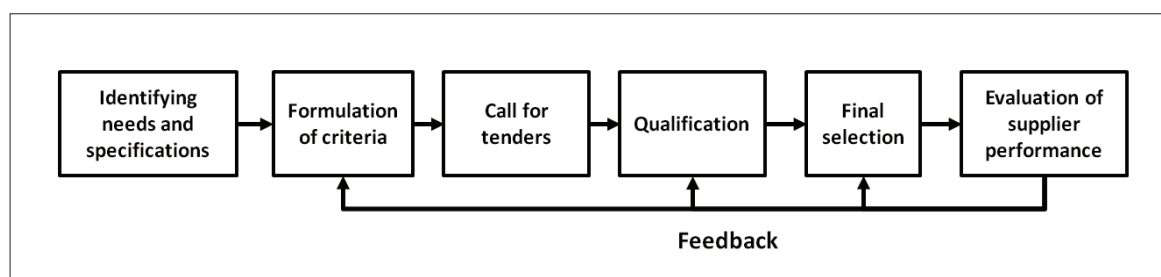 Identifying
needs and
specifications
Formulation
of criteria
Call for
tenders
Qualification
Final
selection
Evaluation of
supplier
performance
Feedback